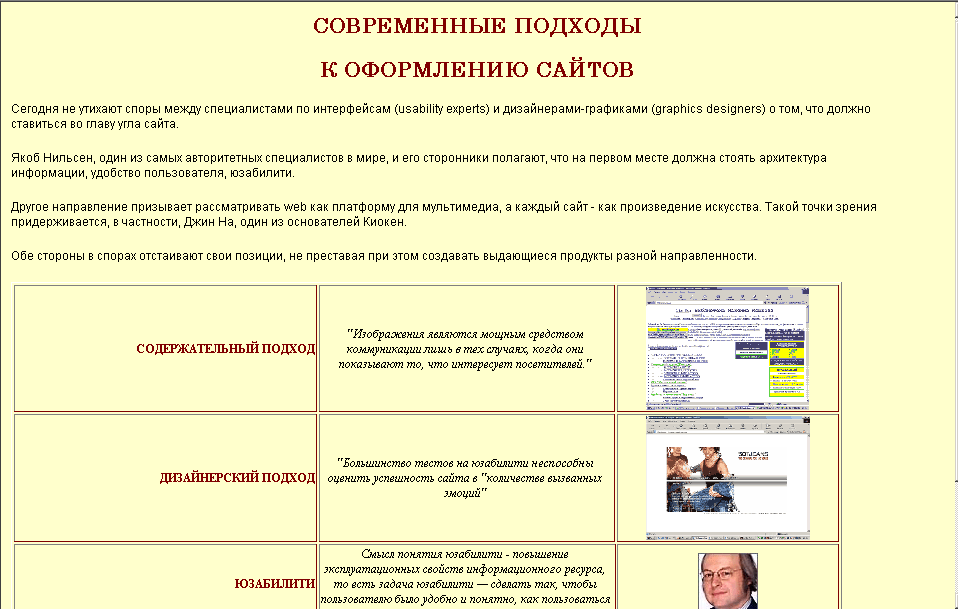 СОВРЕМЕННЫЕ ПОДХОДЫ
К ОФОРМЛЕНИЮ САЙТОВ
Сегодня не утихают споры между специалистами по интерфейсам (usability experts) и дизайнерами-графиками (graphics designers) о том, что должно
ставиться во главу угла сайта.
Якоб Нильсен, один из самых авторитетных специалистов в мире, и его сторонники полагают, что на первом месте должна стоять архитектура
информации, удобство пользователя, юзабилити.
Другое направление призывает рассматривать web как платформу для мультимедиа, а каждый сайт - как произведение искусства. Такой точки зрения
придерживается, в частности, Джин На, один из основателей Киокен.
Обе стороны в спорах отстаивают свои позиции, не преставая при этом создавать выдающиеся продукты разной направленности.
СОДЕРЖАТЕЛЬНЫЙ ПОДХОД
"Изображения являются мощным средством
коммуникации лишь в тех случаях, когда они
показывают то, что интересует посетителей."
ДИЗАЙНЕРСКИЙ ПОДХОД
"Большинство тестов на юзабилити неспособны
оценить успешность сайта в "количестве вызванных
эмоций"
ЮЗАБИЛИТИ
Смысл понятия юзабилити - повышение
эксплуатационных свойств информационного ресурса,
то есть задача юзабилити — сделать так, чтобы
пользователю было удобно и понятно, как пользоваться